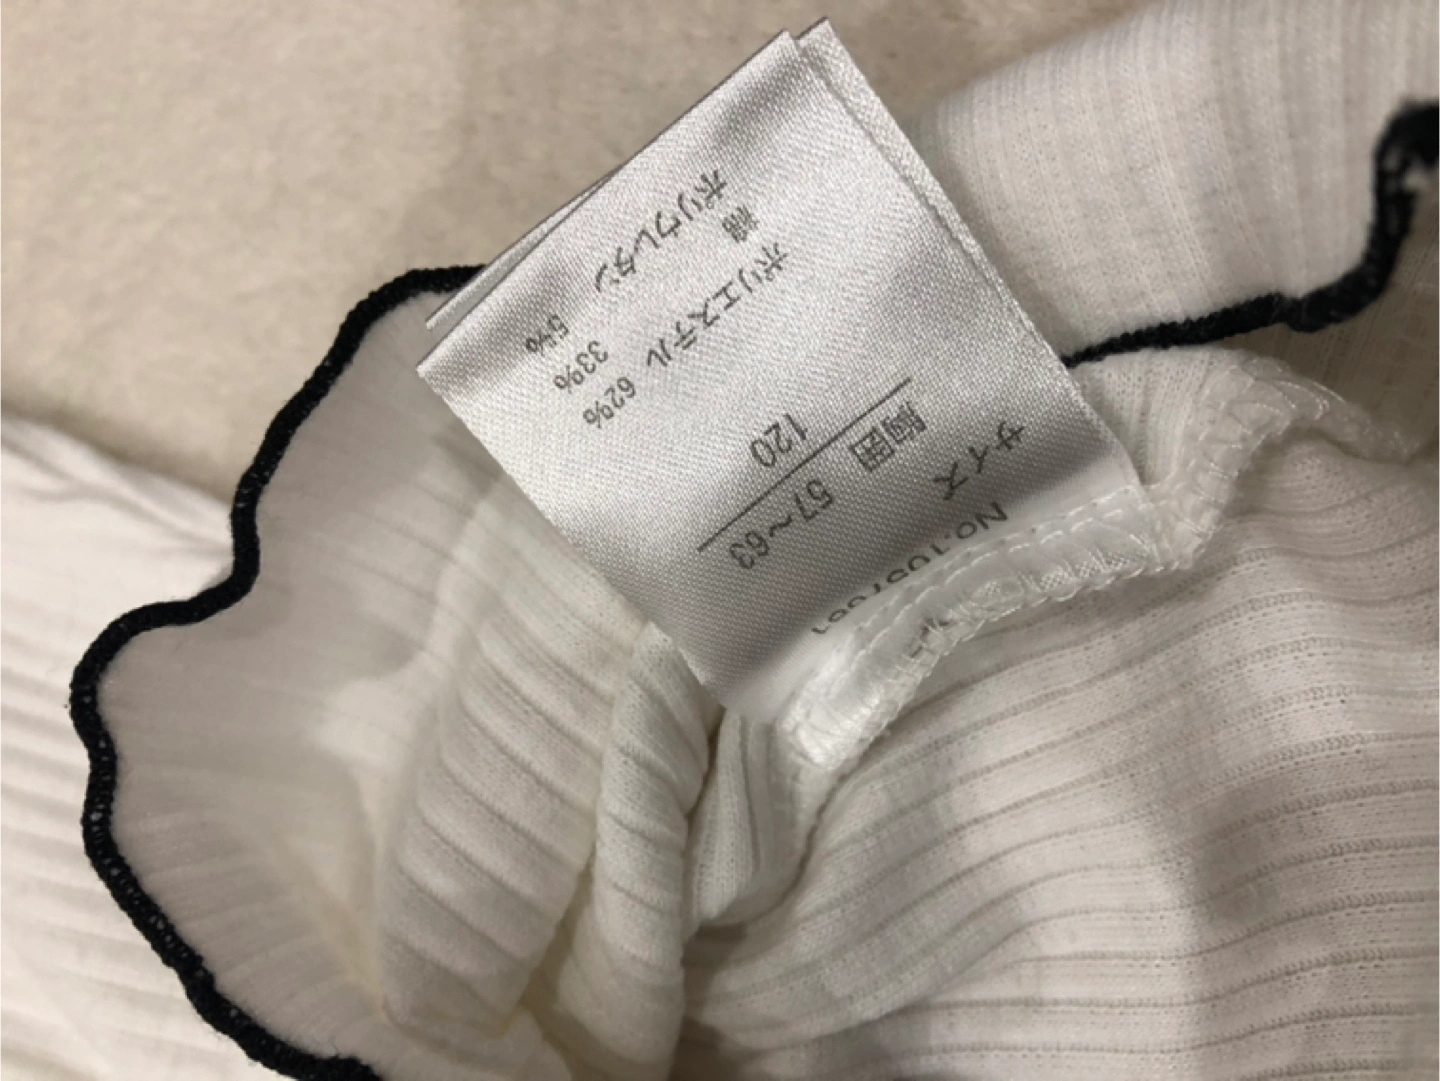 サイズ
胸囲 57~63
120
ポリエステル 62%
綿 33%
ポリウレタン 5%